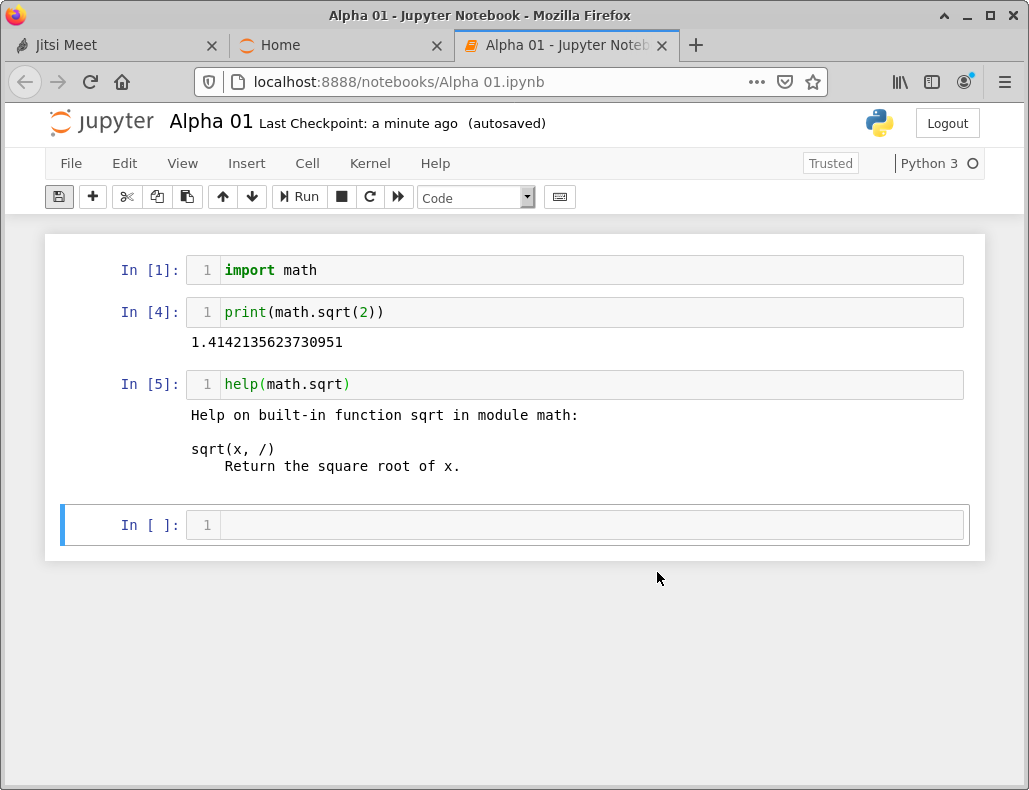 Alpha 01 - Jupyter Notebook - Mozilla Firefox
Jitsi Meet
Home
Alpha 01 - Jupyter Noteb
localhost:8888/notebooks/Alpha 01.ipynb
jupyter Alpha 01 Last Checkpoint: a minute ago (autosaved)
Logout
File Edit View Insert Cell Kernel Help
Trusted
Python 3
Run
Code
In [1]: 1 import math
In [4]: 1 print(math.sqrt(2))
1.4142135623730951
In [5]: 1 help(math.sqrt)
Help on built-in function sqrt in module math:
sqrt(x, /)
Return the square root of x.
In [ ]: 1